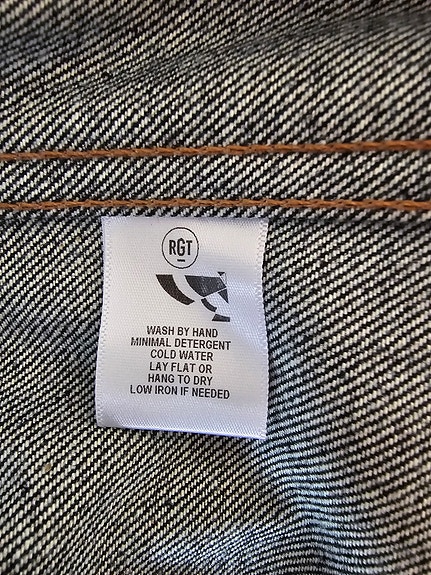 RGT
WASH BY HAND
MINIMAL DETERGENT
COLD WATER
LAY FLAT OR
HANG TO DRY
LOW IRON IF NEEDED